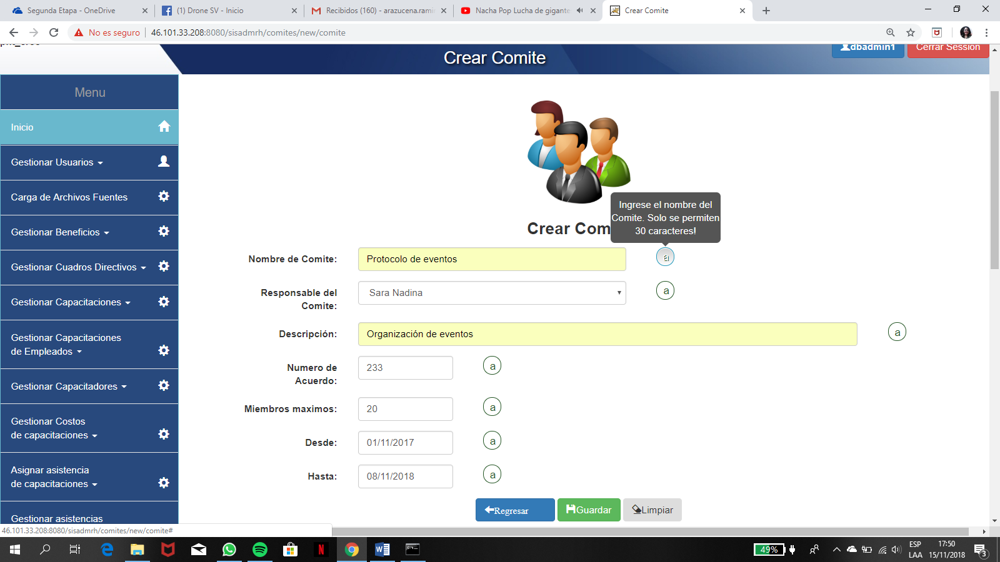 Segunda Etapa - OneDrive
(1) Drone SV - Inicio
Recibidos (160) - arazucena.rami
Nacha Pop Lucha de gigante
Crear Comite
No es seguro
46.101.33.208:8080/sisadmrh/comites/new/comite
Crear Comite
dbadmin1
Cerrar Session
Menu
Inicio
Gestionar Usuarios
Carga de Archivos Fuentes
Gestionar Beneficios
Gestionar Cuadros Directivos
Gestionar Capacitaciones
Gestionar Capacitaciones
de Empleados
Gestionar Capacitadores
Gestionar Costos
de capacitaciones
Asignar asistencia
de capacitaciones
Gestionar asistencias
Ingrese el nombre del
Comite. Solo se permiten
30 caracteres!
Crear Com
Nombre de Comite:
Protocolo de eventos
a
Responsable del
Comite:
Sara Nadina
a
Descripción:
Organización de eventos
a
Numero de
Acuerdo:
233
a
Miembros maximos:
20
a
Desde:
01/11/2017
a
Hasta:
08/11/2018
a
Regresar
Guardar
Limpiar
46.101.33.208:8080/sisadmrh/comites/new/comite#
49%
ESP
LAA
17:50
15/11/2018
3